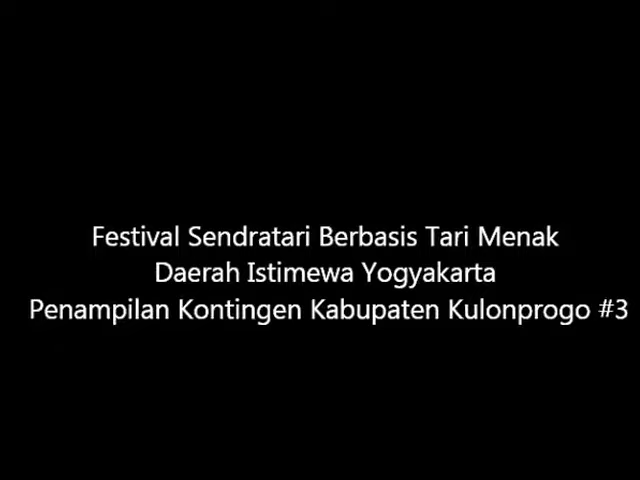 Festival Sendratari Berbasis Tari Menak
Daerah Istimewa Yogyakarta
Penampilan Kontingen Kabupaten Kulonprogo #3